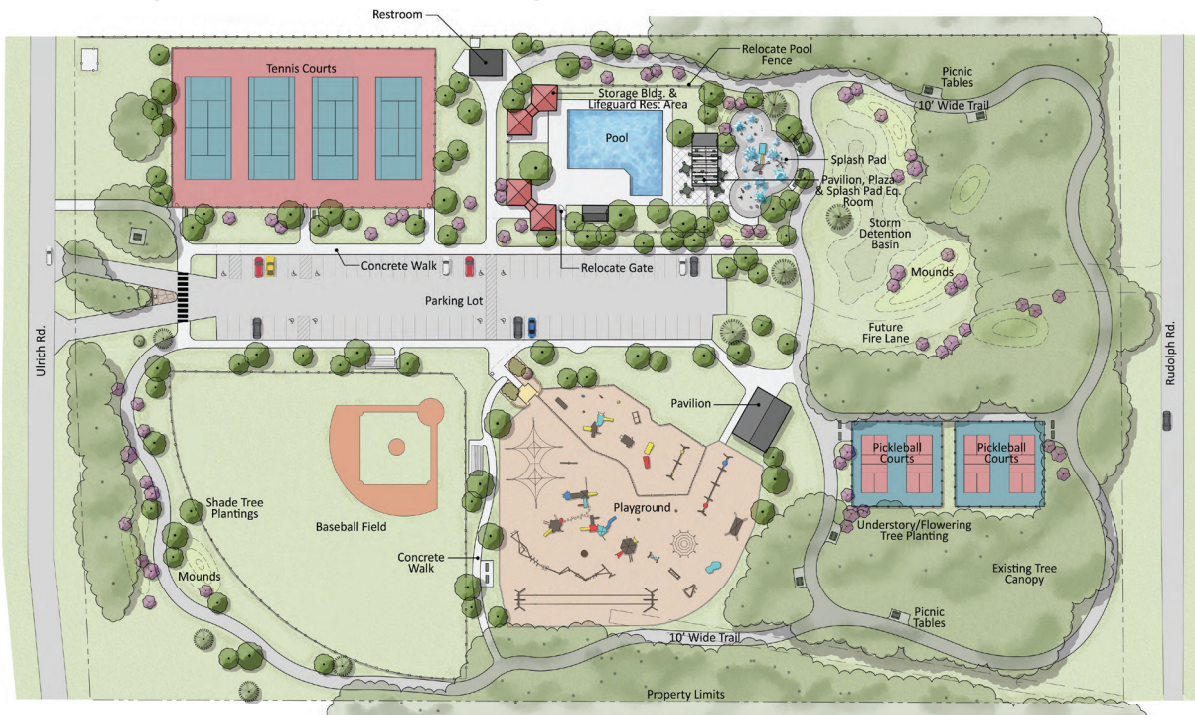 Restroom
Tennis Courts
Relocate Pool
Fence
Picnic
Tables
10' Wide Trail
Storage Bldg. &
Lifeguard Res. Area
Pool
Splash Pad
Pavilion, Plaza
& Splash Pad Eq.
Room
Storm
Detention
Basin
Concrete Walk
Relocate Gate
Mounds
Parking Lot
Future
Fire Lane
Ulrich Rd.
Rudolph Rd.
Pavilion
Pickleball
Courts
Pickleball
Courts
Shade Tree
Plantings
Baseball Field
Playground
Understory/Flowering
Tree Planting
Concrete
Walk
Mounds
Existing Tree
Canopy
Picnic
Tables
10' Wide Trail
Property Limits